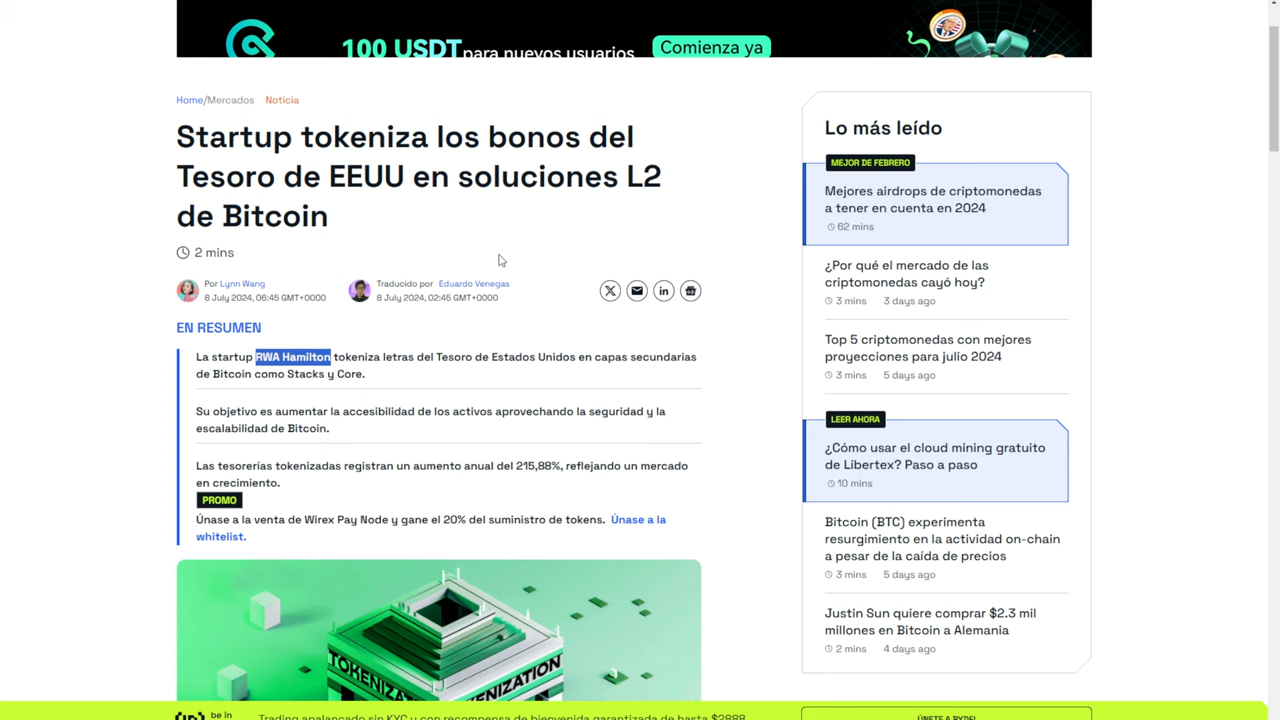 100 USDT para nuevos usuarios
Comienza ya
Home/Mercados Noticia
Startup tokeniza los bonos del
Tesoro de EEUU en soluciones L2
de Bitcoin
2 mins
Por Lynn Wang
8 July 2024, 06:45 GMT+0000
Traducido por Eduardo Venegas
8 July 2024, 02:45 GMT+0000
EN RESUMEN
La startup RWA Hamilton tokeniza letras del Tesoro de Estados Unidos en capas secundarias
de Bitcoin como Stacks y Core.
Su objetivo es aumentar la accesibilidad de los activos aprovechando la seguridad y la
escalabilidad de Bitcoin.
Las tesorerías tokenizadas registran un aumento anual del 215,88%, reflejando un mercado
en crecimiento.
PROMO
Únase a la venta de Wirex Pay Node y gane el 20% del suministro de tokens. Únase a la
whitelist.
TOKENIZATION
Lo más leído
MEJOR DE FEBRERO
Mejores airdrops de criptomonedas
a tener en cuenta en 2024
62 mins
¿Por qué el mercado de las
criptomonedas cayó hoy?
3 mins 3 days ago
Top 5 criptomonedas con mejores
proyecciones para julio 2024
3 mins 5 days ago
LEER AHORA
¿Cómo usar el cloud mining gratuito
de Libertex? Paso a paso
10 mins
Bitcoin (BTC) experimenta
resurgimiento en la actividad on-chain
a pesar de la caída de precios
3 mins 5 days ago
Justin Sun quiere comprar $2.3 mil
millones en Bitcoin a Alemania
2 mins 4 days ago
be in
Trading apalancado sin KYC y con recompensa de bienvenida garantizada de hasta $2888
ÚNETE A BYDFI